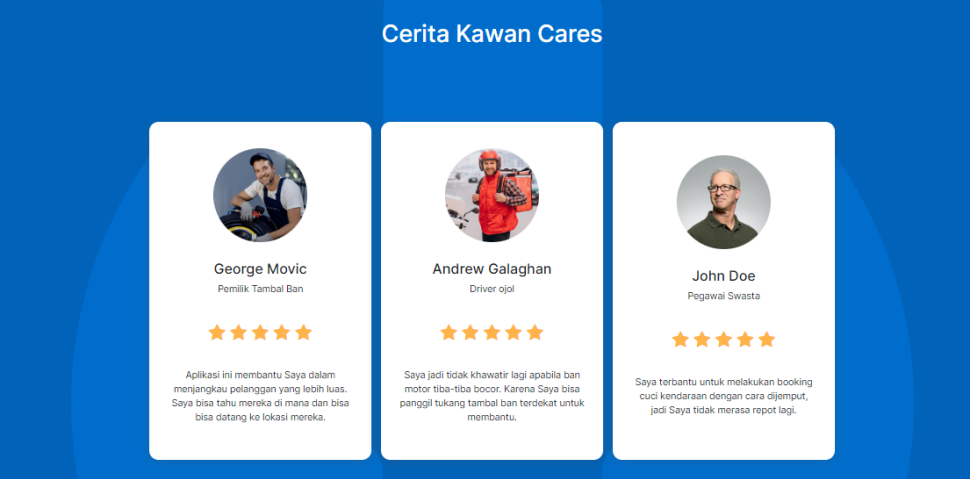 Cerita Kawan Cares
George Movic
Pemilik Tambal Ban
Aplikasi ini membantu Saya dalam
menjangkau pelanggan yang lebih luas.
Saya bisa tahu mereka di mana dan bisa
bisa datang ke lokasi mereka.
Andrew Galaghan
Driver ojol
Saya jadi tidak khawatir lagi apabila ban
motor tiba-tiba bocor. Karena Saya bisa
panggil tukang tambal ban terdekat untuk
membantu.
John Doe
Pegawai Swasta
Saya terbantu untuk melakukan booking
cuci kendaraan dengan cara dijemput,
jadi Saya tidak merasa repot lagi.